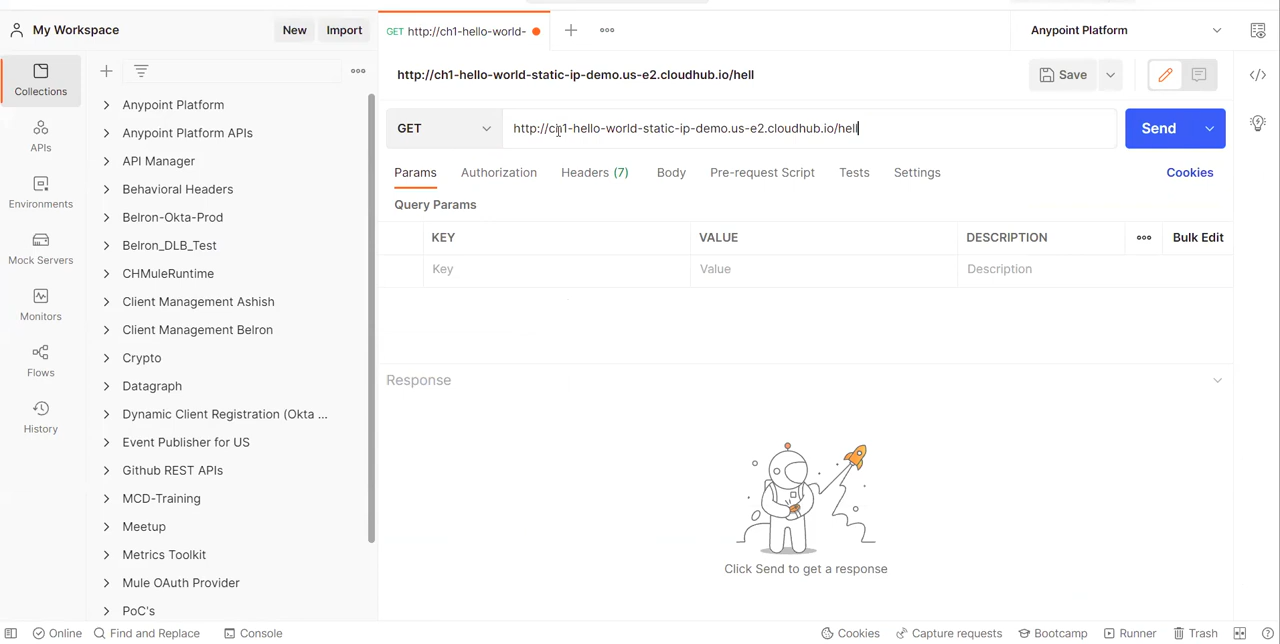 My Workspace
New
Import
GET http://ch1-hello-world-
Anypoint Platform
Collections
APIs
Environments
Mock Servers
Monitors
Flows
History
Anypoint Platform
Anypoint Platform APIs
API Manager
Behavioral Headers
Belron-Okta-Prod
Belron_DLB_Test
CHMuleRuntime
Client Management Ashish
Client Management Belron
Crypto
Datagraph
Dynamic Client Registration (Okta ...
Event Publisher for US
Github REST APIs
MCD-Training
Meetup
Metrics Toolkit
Mule OAuth Provider
PoC's
http://ch1-hello-world-static-ip-demo.us-e2.cloudhub.io/hell
Save
GET
http://ch1-hello-world-static-ip-demo.us-e2.cloudhub.io/hell
Send
Params
Authorization
Headers (7)
Body
Pre-request Script
Tests
Settings
Cookies
Query Params
KEY
VALUE
DESCRIPTION
Bulk Edit
Key
Value
Description
Response
Click Send to get a response
Online
Find and Replace
Console
Cookies
Capture requests
Bootcamp
Runner
Trash